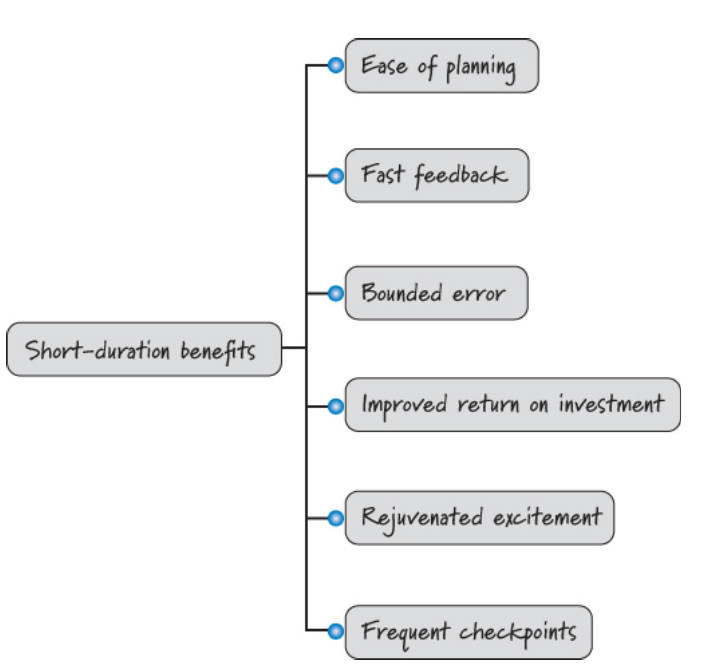 Ease of planning
Fast feedback
Bounded error
Short-duration benefits
Improved return on investment
Rejuvenated excitement
Frequent checkpoints